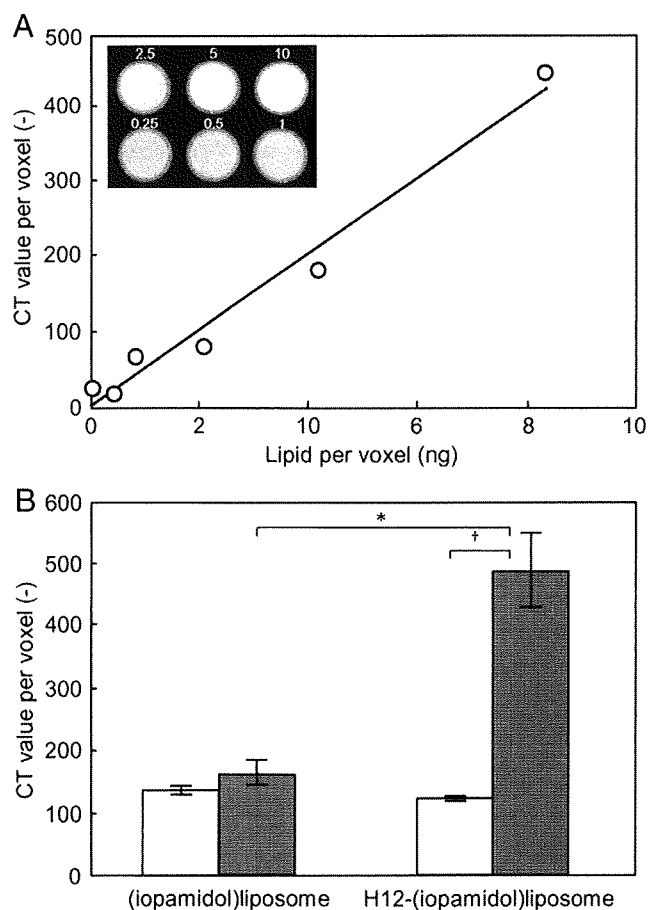 A
500
400
300
200
100
0
CT value per voxel (-)
2.5 5 10
0.25 0.5 1
0 2 10 6 8 10
Lipid per voxel (ng)
B
600
500
400
300
200
100
0
CT value per voxel (-)
*
†
(iopamidol)liposome H12-(iopamidol)liposome